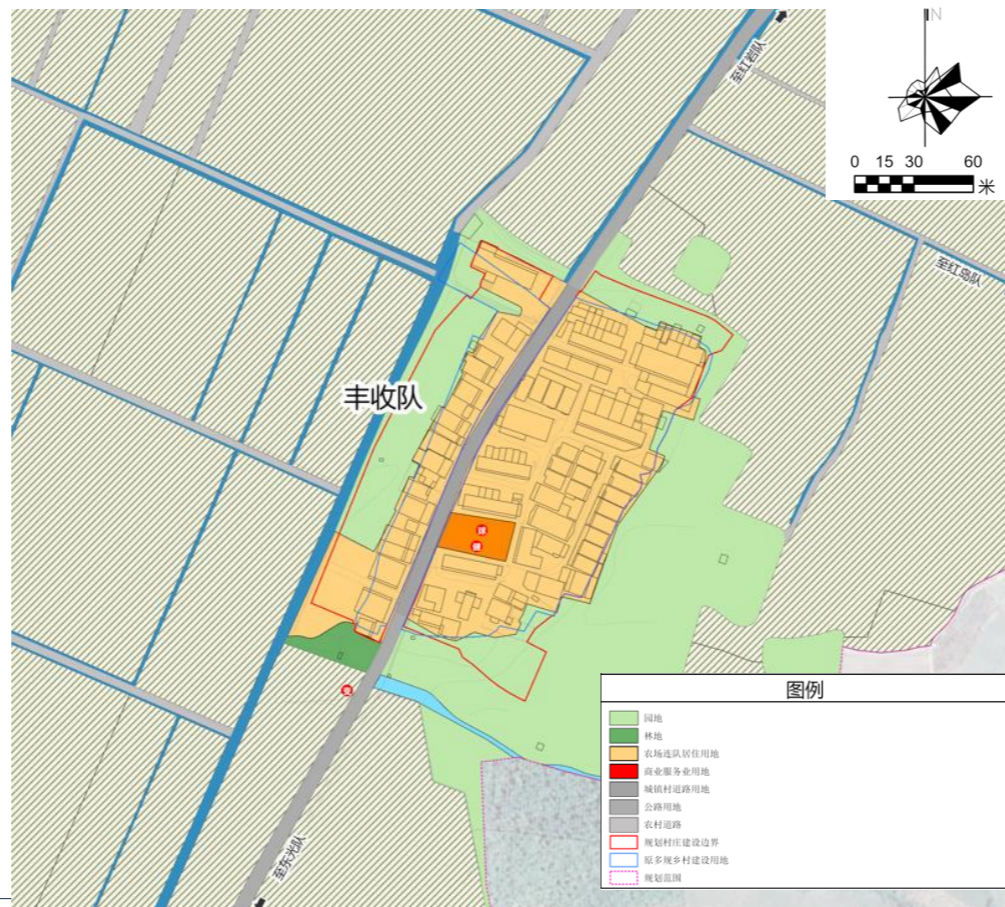 N
0 15 30 60
米
至红岩队
至红岛队
丰收队
球
健
变
至东光队
图例
园地
林地
农场连队居住用地
商业服务业用地
城镇村道路用地
公路用地
农村道路
规划村庄建设边界
原多规乡村建设用地
规划范围